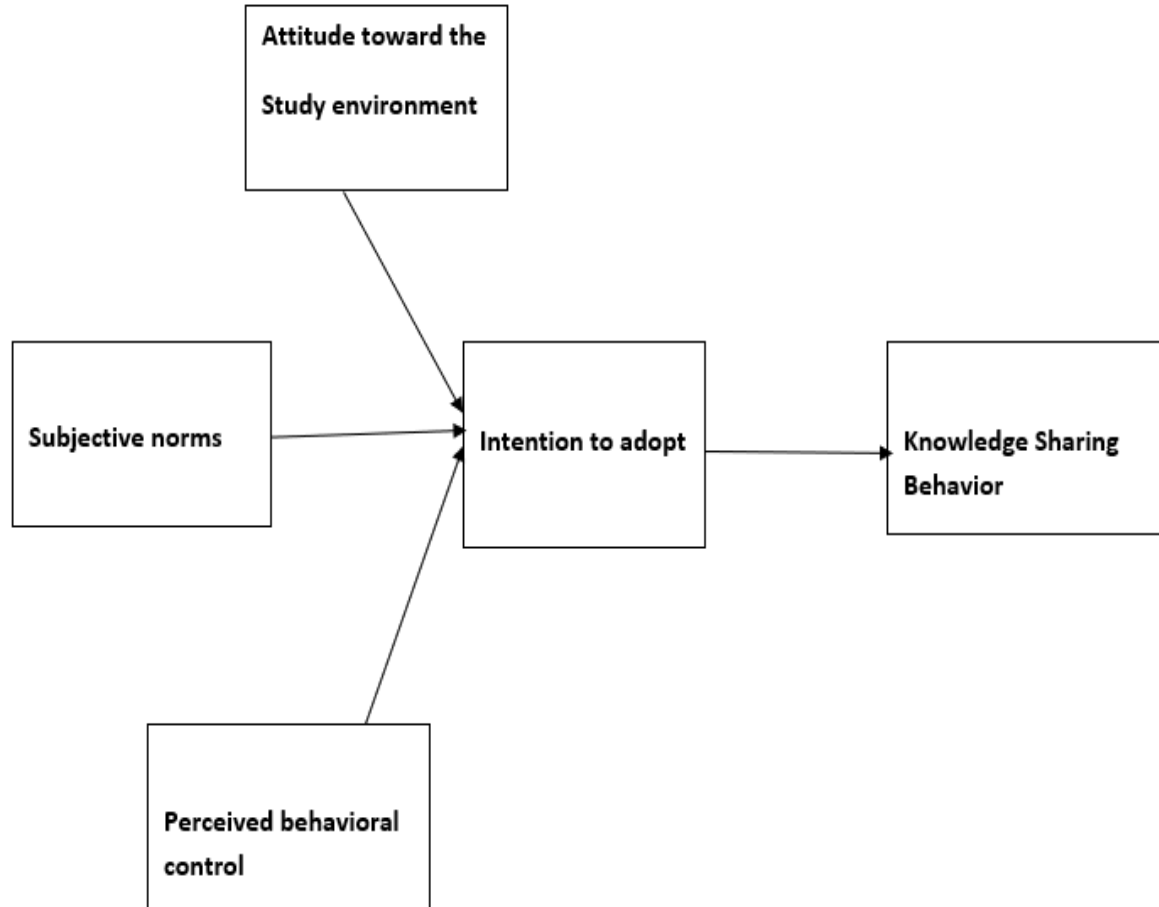 Attitude toward the
Study environment
Subjective norms
Intention to adopt
Knowledge Sharing
Behavior
Perceived behavioral
control